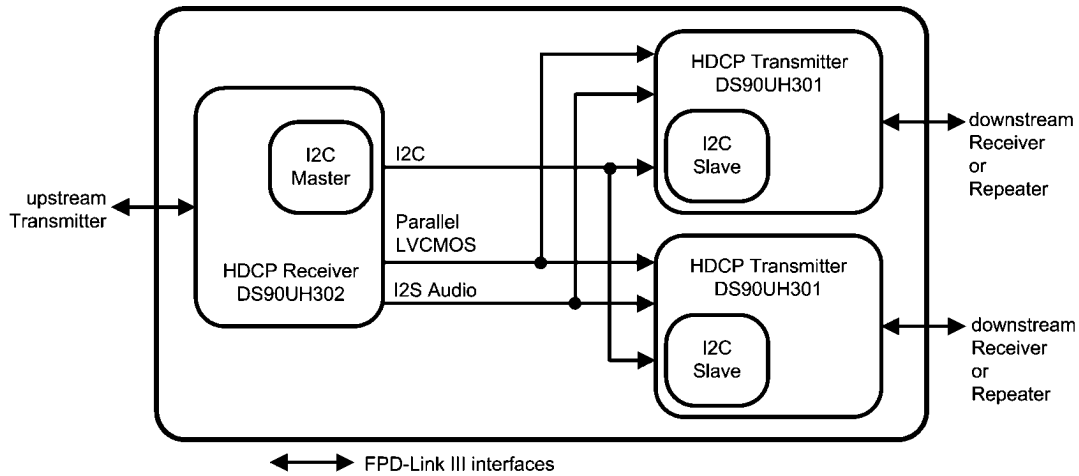 HDCP Transmitter
DS90UH301
I2C
Slave
downstream
Receiver
or
Repeater
I2C
Master
I2C
upstream
Transmitter
Parallel
LVCMOS
HDCP Receiver
DS90UH302
I2S Audio
HDCP Transmitter
DS90UH301
I2C
Slave
downstream
Receiver
or
Repeater
FPD-Link III interfaces